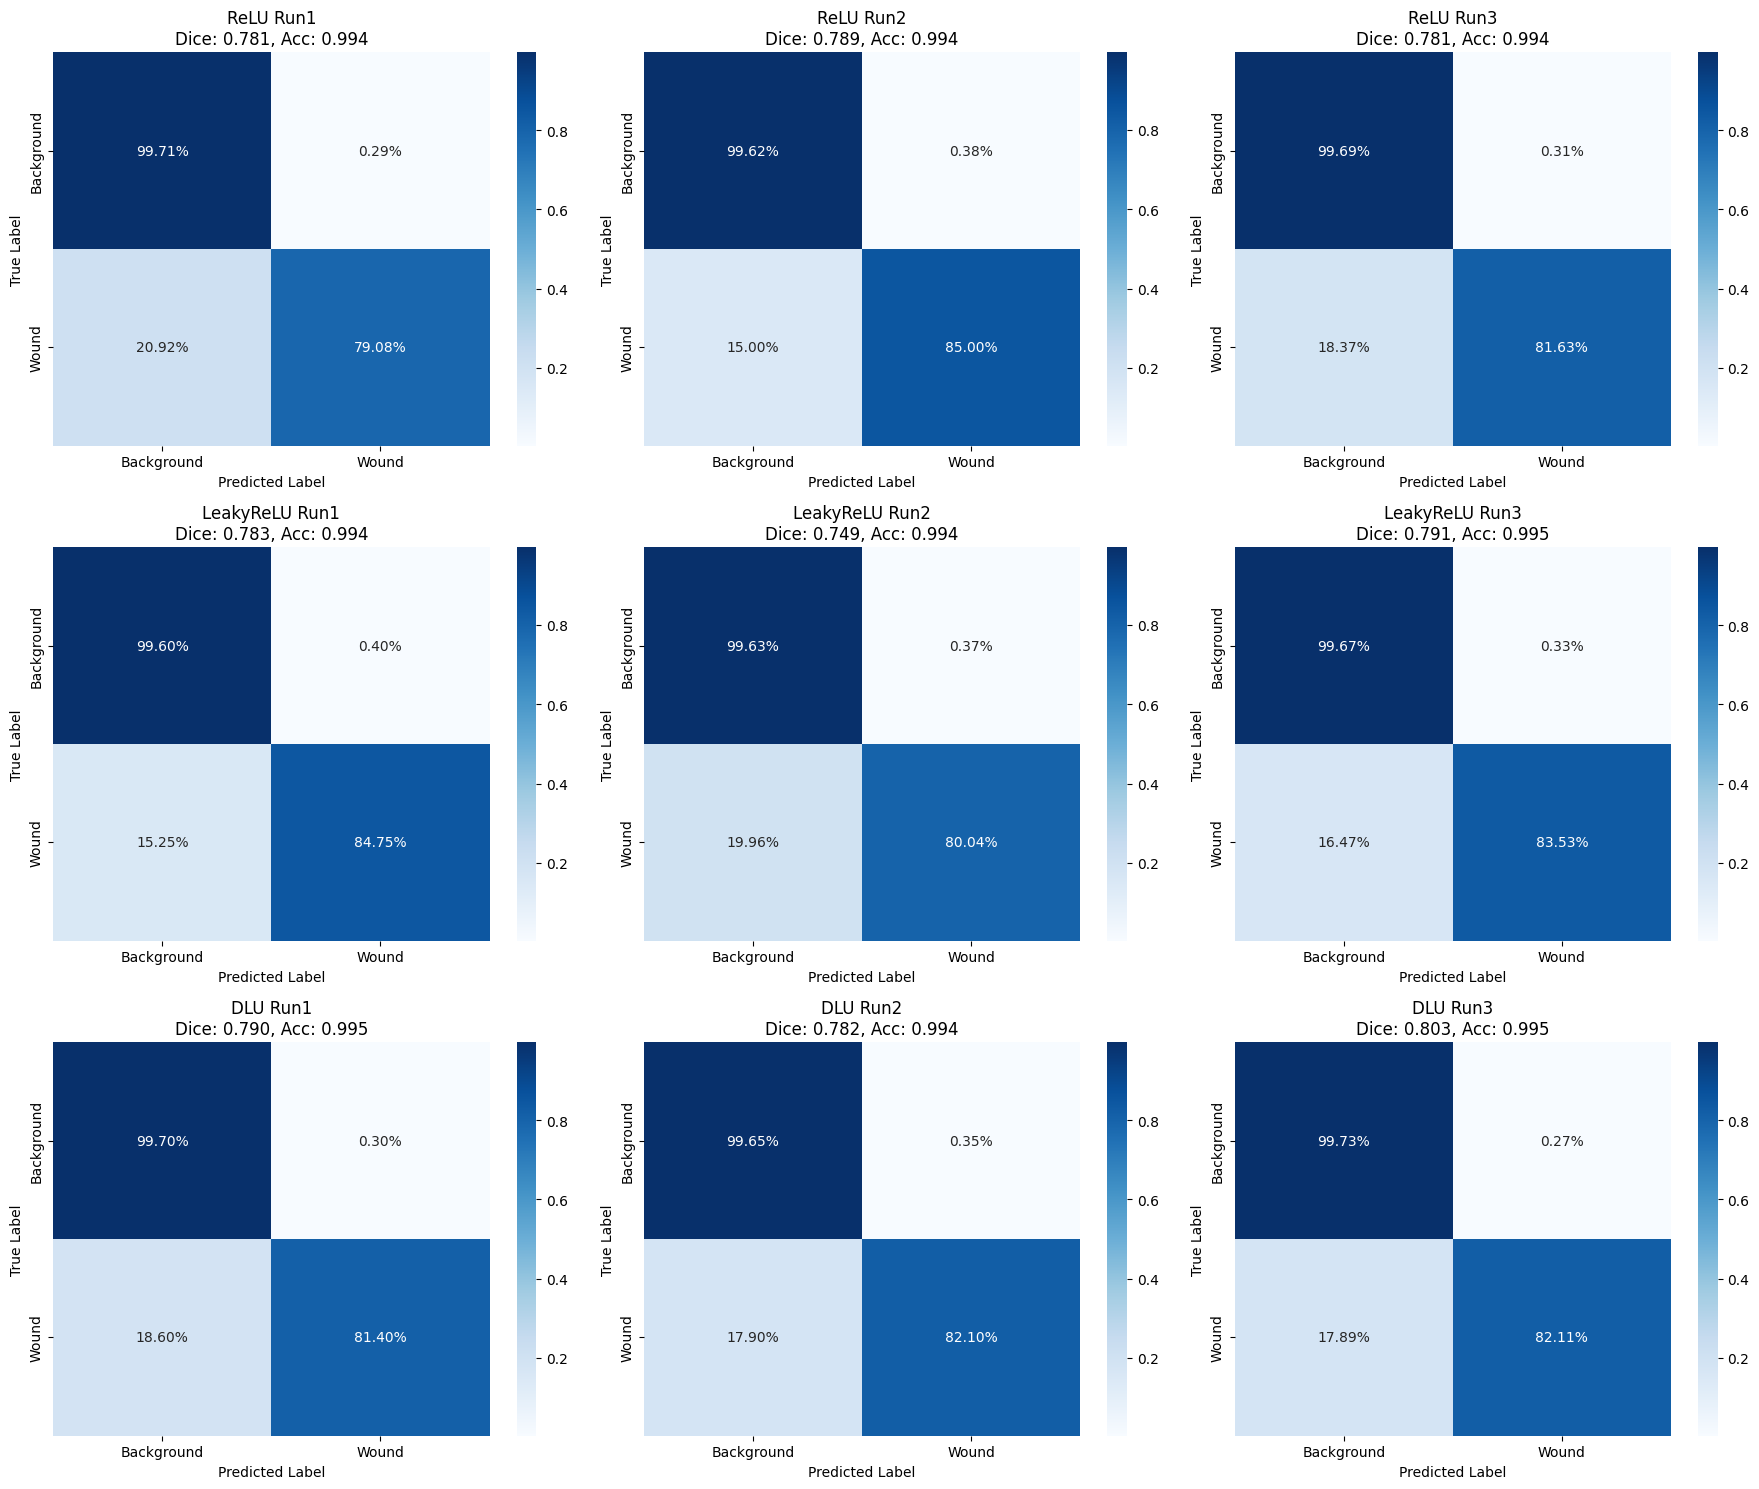 ReLU Run1
Dice: 0.781, Acc: 0.994
True Label
Background
Wound
99.71%
0.29%
20.92%
79.08%
Background
Wound
Predicted Label
0.8
0.6
0.4
0.2
ReLU Run2
Dice: 0.789, Acc: 0.994
True Label
Background
Wound
99.62%
0.38%
15.00%
85.00%
Background
Wound
Predicted Label
0.8
0.6
0.4
0.2
ReLU Run3
Dice: 0.781, Acc: 0.994
True Label
Background
Wound
99.69%
0.31%
18.37%
81.63%
Background
Wound
Predicted Label
0.8
0.6
0.4
0.2
LeakyReLU Run1
Dice: 0.783, Acc: 0.994
True Label
Background
Wound
99.60%
0.40%
15.25%
84.75%
Background
Wound
Predicted Label
0.8
0.6
0.4
0.2
LeakyReLU Run2
Dice: 0.749, Acc: 0.994
True Label
Background
Wound
99.63%
0.37%
19.96%
80.04%
Background
Wound
Predicted Label
0.8
0.6
0.4
0.2
LeakyReLU Run3
Dice: 0.791, Acc: 0.995
True Label
Background
Wound
99.67%
0.33%
16.47%
83.53%
Background
Wound
Predicted Label
0.8
0.6
0.4
0.2
DLU Run1
Dice: 0.790, Acc: 0.995
True Label
Background
Wound
99.70%
0.30%
18.60%
81.40%
Background
Wound
Predicted Label
0.8
0.6
0.4
0.2
DLU Run2
Dice: 0.782, Acc: 0.994
True Label
Background
Wound
99.65%
0.35%
17.90%
82.10%
Background
Wound
Predicted Label
0.8
0.6
0.4
0.2
DLU Run3
Dice: 0.803, Acc: 0.995
True Label
Background
Wound
99.73%
0.27%
17.89%
82.11%
Background
Wound
Predicted Label
0.8
0.6
0.4
0.2